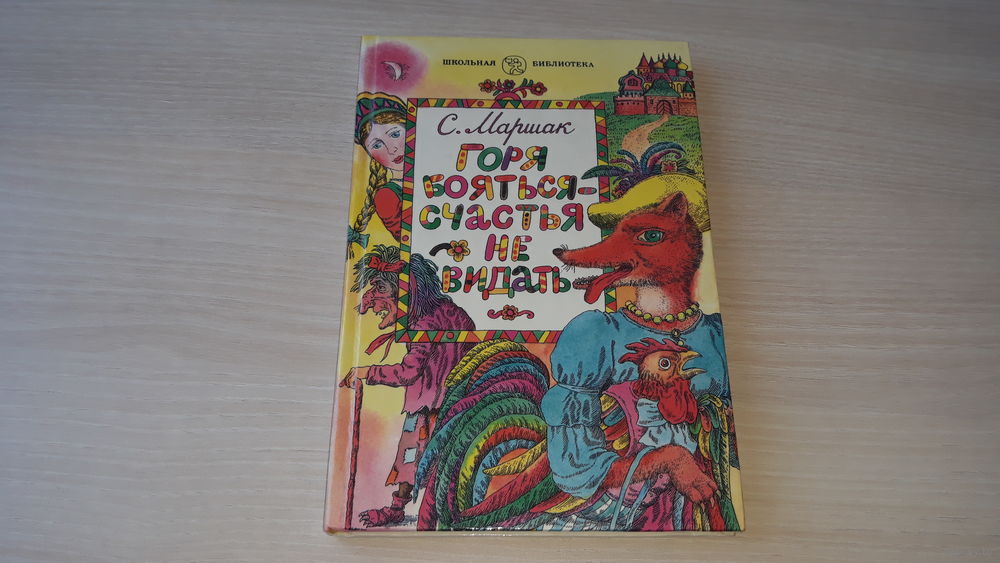 ШКОЛЬНАЯ БИБЛИОТЕКА
С. Маршак
ГОРЯ
БОЯТЬСЯ-
СЧАСТЬЯ
НЕ
ВИДАТЬ